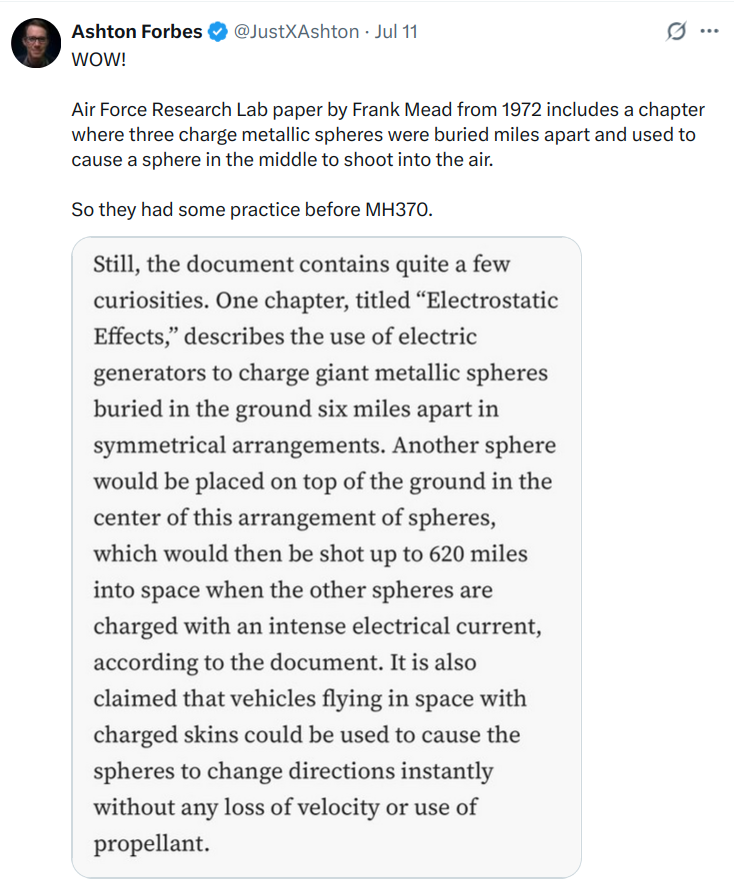 Ashton Forbes @JustXAshton · Jul 11
WOW!
Air Force Research Lab paper by Frank Mead from 1972 includes a chapter
where three charge metallic spheres were buried miles apart and used to
cause a sphere in the middle to shoot into the air.
So they had some practice before MH370.
Still, the document contains quite a few
curiosities. One chapter, titled “Electrostatic
Effects,” describes the use of electric
generators to charge giant metallic spheres
buried in the ground six miles apart in
symmetrical arrangements. Another sphere
would be placed on top of the ground in the
center of this arrangement of spheres,
which would then be shot up to 620 miles
into space when the other spheres are
charged with an intense electrical current,
according to the document. It is also
claimed that vehicles flying in space with
charged skins could be used to cause the
spheres to change directions instantly
without any loss of velocity or use of
propellant.